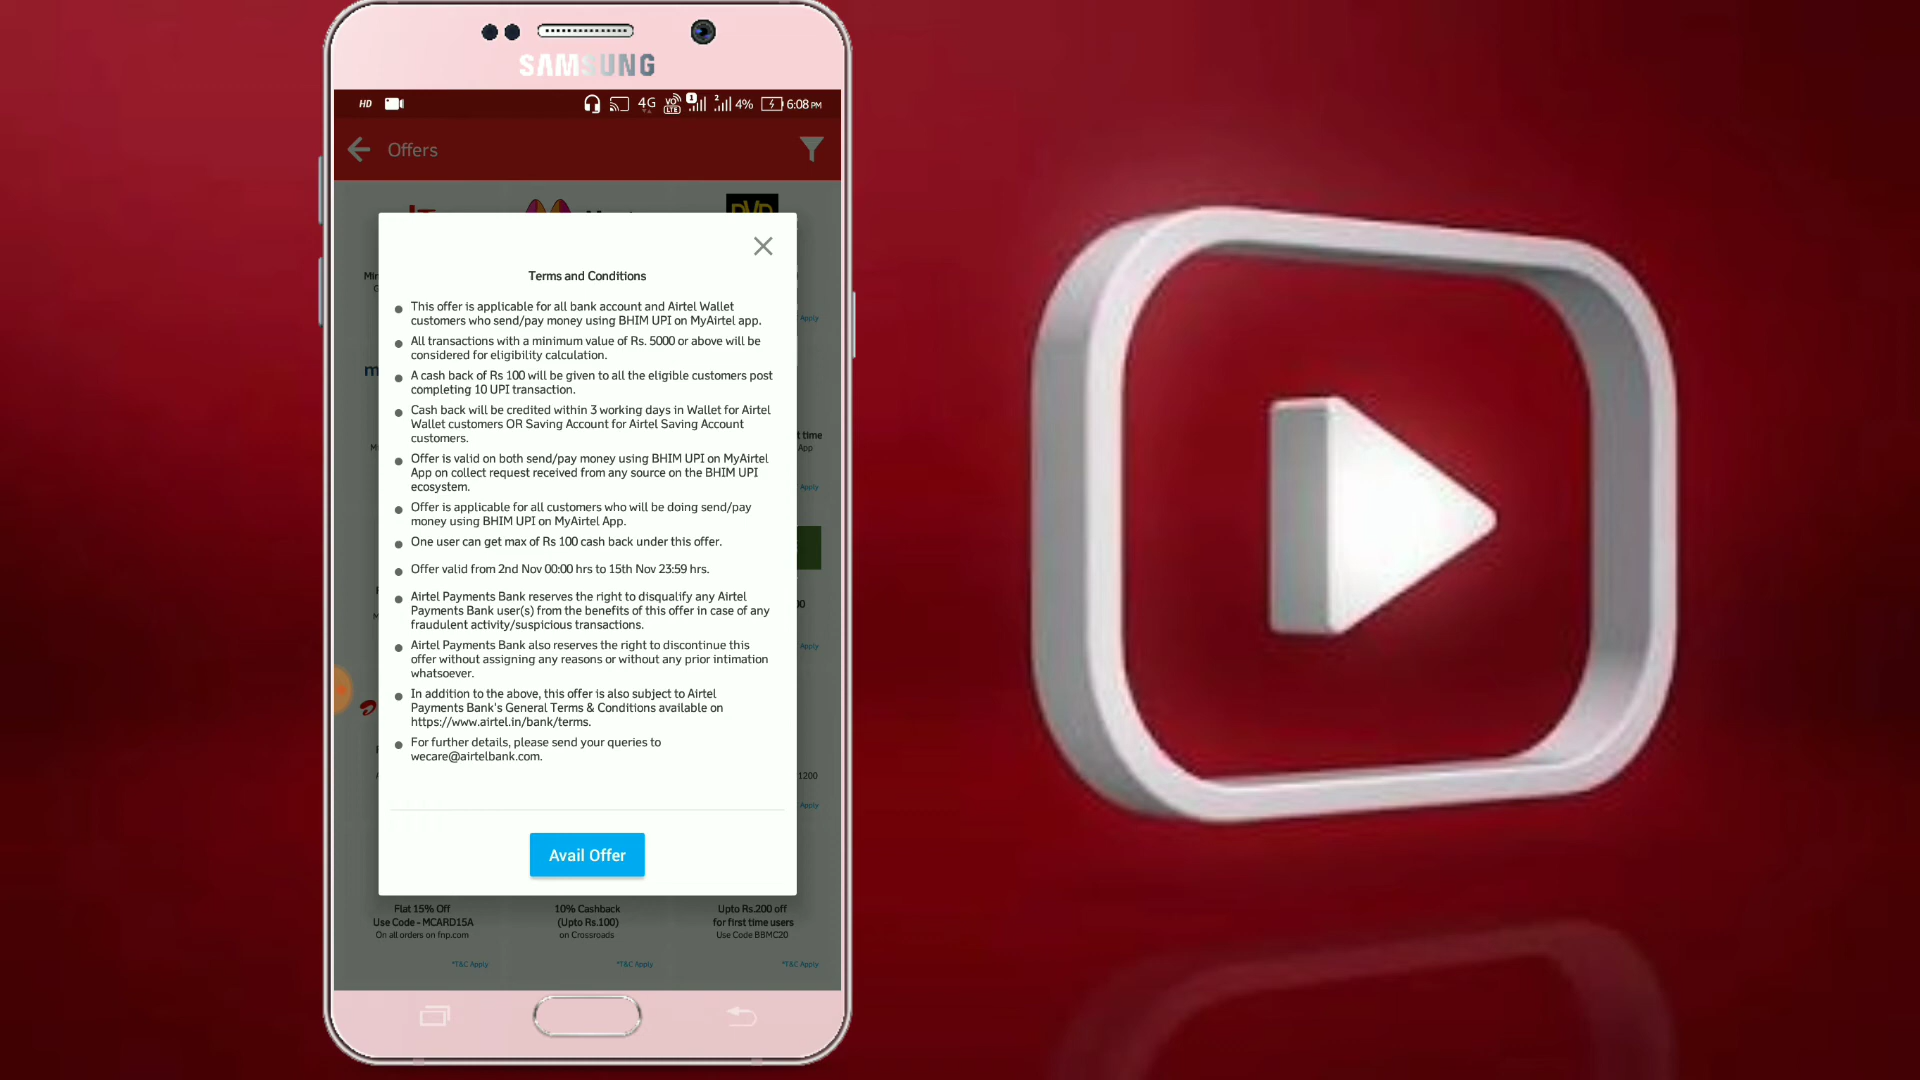 SAMSUNG
HD 4G VO LTE 1 2 4% 6:08 PM
Offers
Terms and Conditions
This offer is applicable for all bank account and Airtel Wallet
customers who send/pay money using BHIM UPI on MyAirtel app.
All transactions with a minimum value of Rs. 5000 or above will be
considered for eligibility calculation.
A cash back of Rs 100 will be given to all the eligible customers post
completing 10 UPI transaction.
Cash back will be credited within 3 working days in Wallet for Airtel
Wallet customers OR Saving Account for Airtel Saving Account
customers.
Offer is valid on both send/pay money using BHIM UPI on MyAirtel
App on collect request received from any source on the BHIM UPI
ecosystem.
Offer is applicable for all customers who will be doing send/pay
money using BHIM UPI on MyAirtel App.
One user can get max of Rs 100 cash back under this offer.
Offer valid from 2nd Nov 00:00 hrs to 15th Nov 23:59 hrs.
Airtel Payments Bank reserves the right to disqualify any Airtel
Payments Bank user(s) from the benefits of this offer in case of any
fraudulent activity/suspicious transactions.
Airtel Payments Bank also reserves the right to discontinue this
offer without assigning any reasons or without any prior intimation
whatsoever.
In addition to the above, this offer is also subject to Airtel
Payments Bank's General Terms & Conditions available on
https://www.airtel.in/bank/terms.
For further details, please send your queries to
wecare@airtelbank.com.
Avail Offer
Apply
t time
App
Apply
Apply
1200
Apply
Flat 15% Off
Use Code - MCARD15A
On all orders on fnp.com
*T&C Apply
10% Cashback
(Upto Rs.100)
on Crossroads
*T&C Apply
Upto Rs.200 off
for first time users
Use Code BBMC20
*T&C Apply